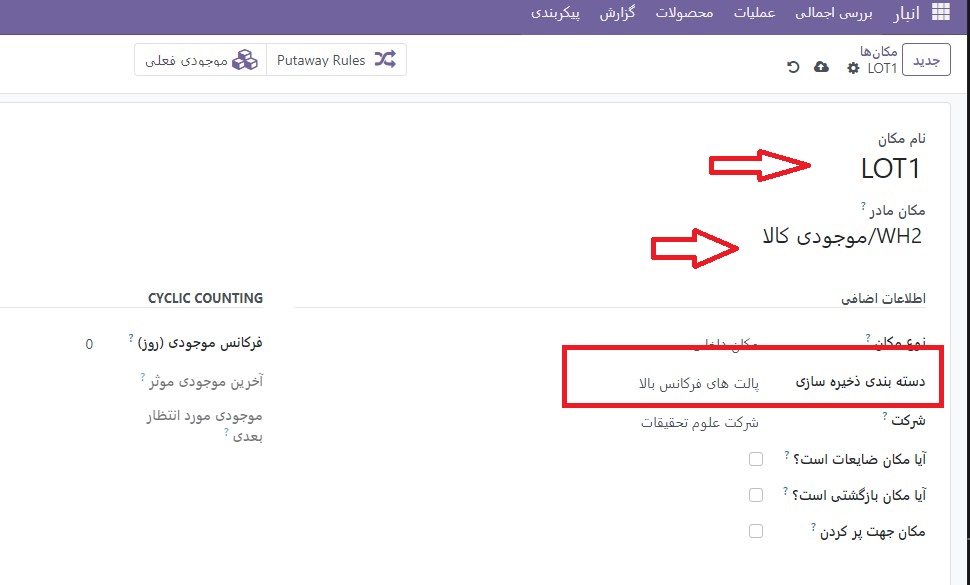 انبار بررسی اجمالی عملیات محصولات گزارش پیکربندی
جدید
مکان‌ها
LOT1
Putaway Rules
موجودی فعلی
نام مکان
LOT1
مکان مادر ?
WH2/موجودی کالا
اطلاعات اضافی
نوع مکان ? مکان داخلی
دسته بندی ذخیره سازی پالت های فرکانس بالا
شرکت ? شرکت علوم تحقیقات
آیا مکان ضایعات است؟ ?
آیا مکان بازگشتی است؟ ?
مکان جهت پر کردن ?
CYCLIC COUNTING
فرکانس موجودی (روز) ? 0
آخرین موجودی موثر ?
موجودی مورد انتظار
بعدی ?